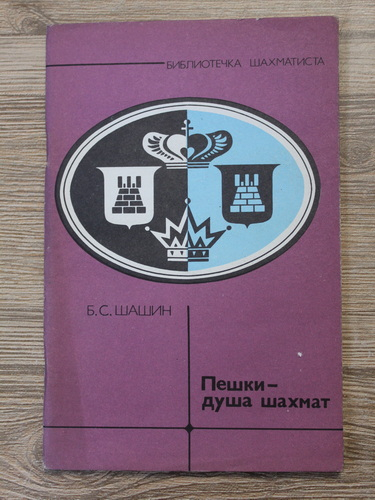 БИБЛИОТЕЧКА ШАХМАТИСТА
Б.С.ШАШИН
Пешки –
душа шахмат